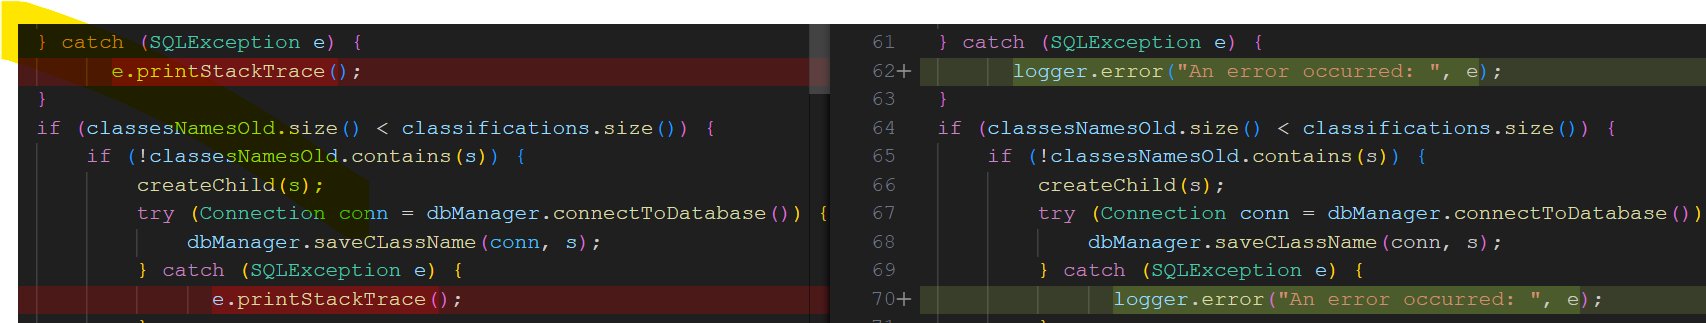 } catch (SQLException e) {
e.printStackTrace();
}
if (classesNamesOld.size() < classifications.size()) {
if (!classesNamesOld.contains(s)) {
createChild(s);
try (Connection conn = dbManager.connectToDatabase()) {
dbManager.saveCLassName(conn, s);
} catch (SQLException e) {
e.printStackTrace();
61 } catch (SQLException e) {
62+ logger.error("An error occurred: ", e);
63 }
64 if (classesNamesOld.size() < classifications.size()) {
65 if (!classesNamesOld.contains(s)) {
66 createChild(s);
67 try (Connection conn = dbManager.connectToDatabase())
68 dbManager.saveCLassName(conn, s);
69 } catch (SQLException e) {
70+ logger.error("An error occurred: ", e);